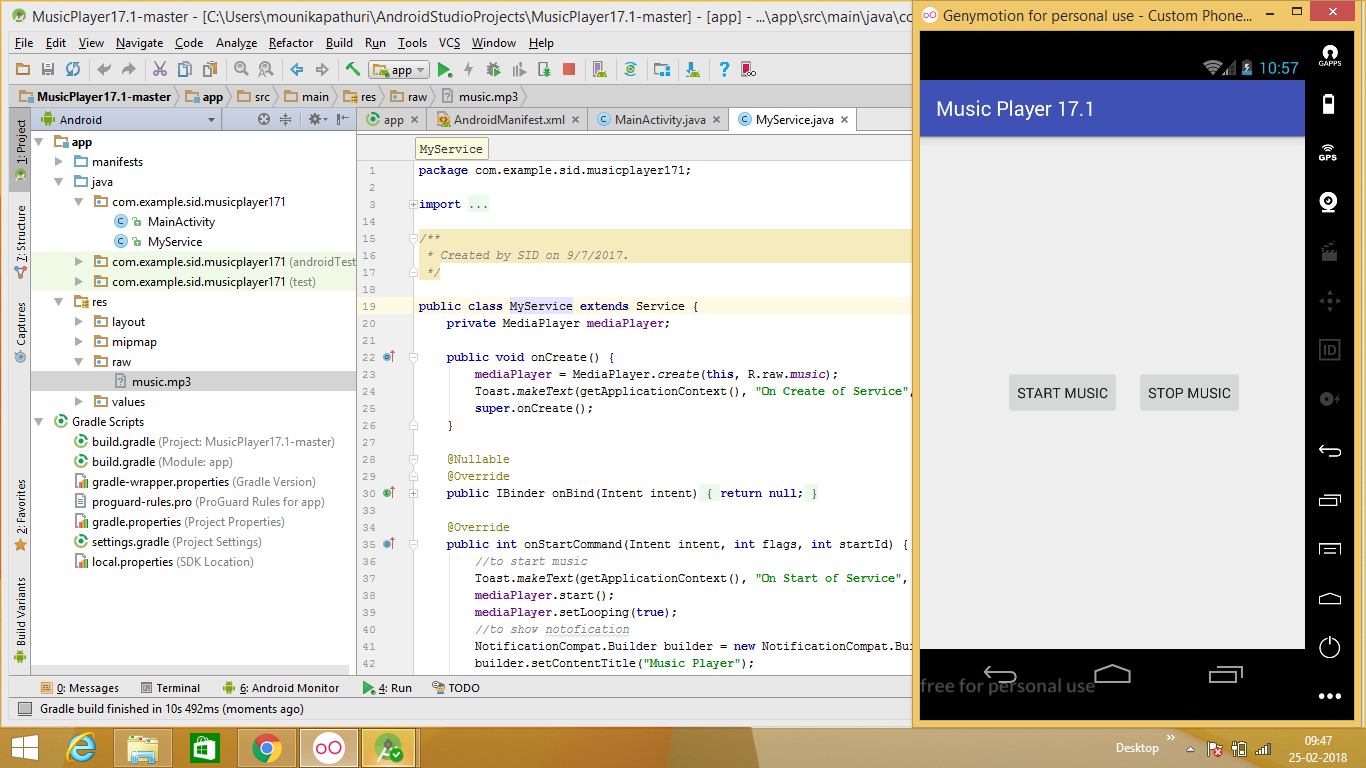 MusicPlayer17.1-master - [C:\Users\mounikapathuri\AndroidStudioProjects\MusicPlayer17.1-master] - [app] - ...\app\src\main\java\co
File Edit View Navigate Code Analyze Refactor Build Run Tools VCS Window Help
app
MusicPlayer17.1-master app src main res raw music.mp3
Android
app AndroidManifest.xml MainActivity.java MyService.java
1: Project
7: Structure
Captures
2: Favorites
Build Variants
app
manifests
java
com.example.sid.musicplayer171
MainActivity
MyService
com.example.sid.musicplayer171 (androidTest
com.example.sid.musicplayer171 (test)
res
layout
mipmap
raw
music.mp3
values
Gradle Scripts
build.gradle (Project: MusicPlayer17.1-master)
build.gradle (Module: app)
gradle-wrapper.properties (Gradle Version)
proguard-rules.pro (ProGuard Rules for app)
gradle.properties (Project Properties)
settings.gradle (Project Settings)
local.properties (SDK Location)
MyService
1 package com.example.sid.musicplayer171;
2
3 import ...
14
15 /**
16 * Created by SID on 9/7/2017.
17 */
18
19 public class MyService extends Service {
20 private MediaPlayer mediaPlayer;
21
22 public void onCreate() {
23 mediaPlayer = MediaPlayer.create(this, R.raw.music);
24 Toast.makeText(getApplicationContext(), "On Create of Service",
25 super.onCreate();
26 }
27
28 @Nullable
29 @Override
30 public IBinder onBind(Intent intent) { return null; }
33
34 @Override
35 public int onStartCommand(Intent intent, int flags, int startId) {
36 //to start music
37 Toast.makeText(getApplicationContext(), "On Start of Service",
38 mediaPlayer.start();
39 mediaPlayer.setLooping(true);
40 //to show notofication
41 NotificationCompat.Builder builder = new NotificationCompat.Bui
42 builder.setContentTitle("Music Player");
0: Messages Terminal 6: Android Monitor 4: Run TODO
Gradle build finished in 10s 492ms (moments ago)
Genymotion for personal use - Custom Phone...
10:57
Music Player 17.1
START MUSIC STOP MUSIC
free for personal use
GAPPS
GPS
ID
Desktop
09:47
25-02-2018